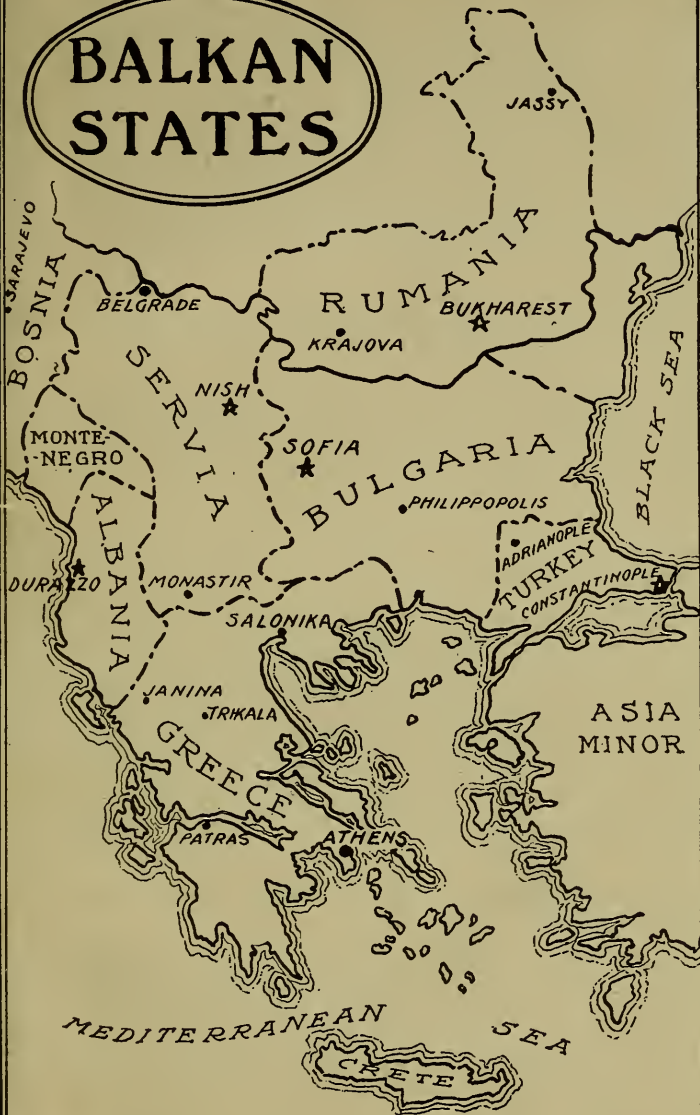 BALKAN
STATES
JASSY
SARAJEVO
BOSNIA
BELGRADE
RUMANIA
BUKHAREST
KRAJOVA
SERVIA
NISH
BLACK SEA
MONTE-
-NEGRO
SOFIA
BULGARIA
PHILIPPOPOLIS
ALBANIA
ADRIANOPLE
TURKEY
CONSTANTINOPLE
DURAZZO
MONASTIR
SALONIKA
JANINA
TRIKALA
GREECE
ASIA
MINOR
PATRAS
ATHENS
MEDITERRANEAN SEA
CRETE